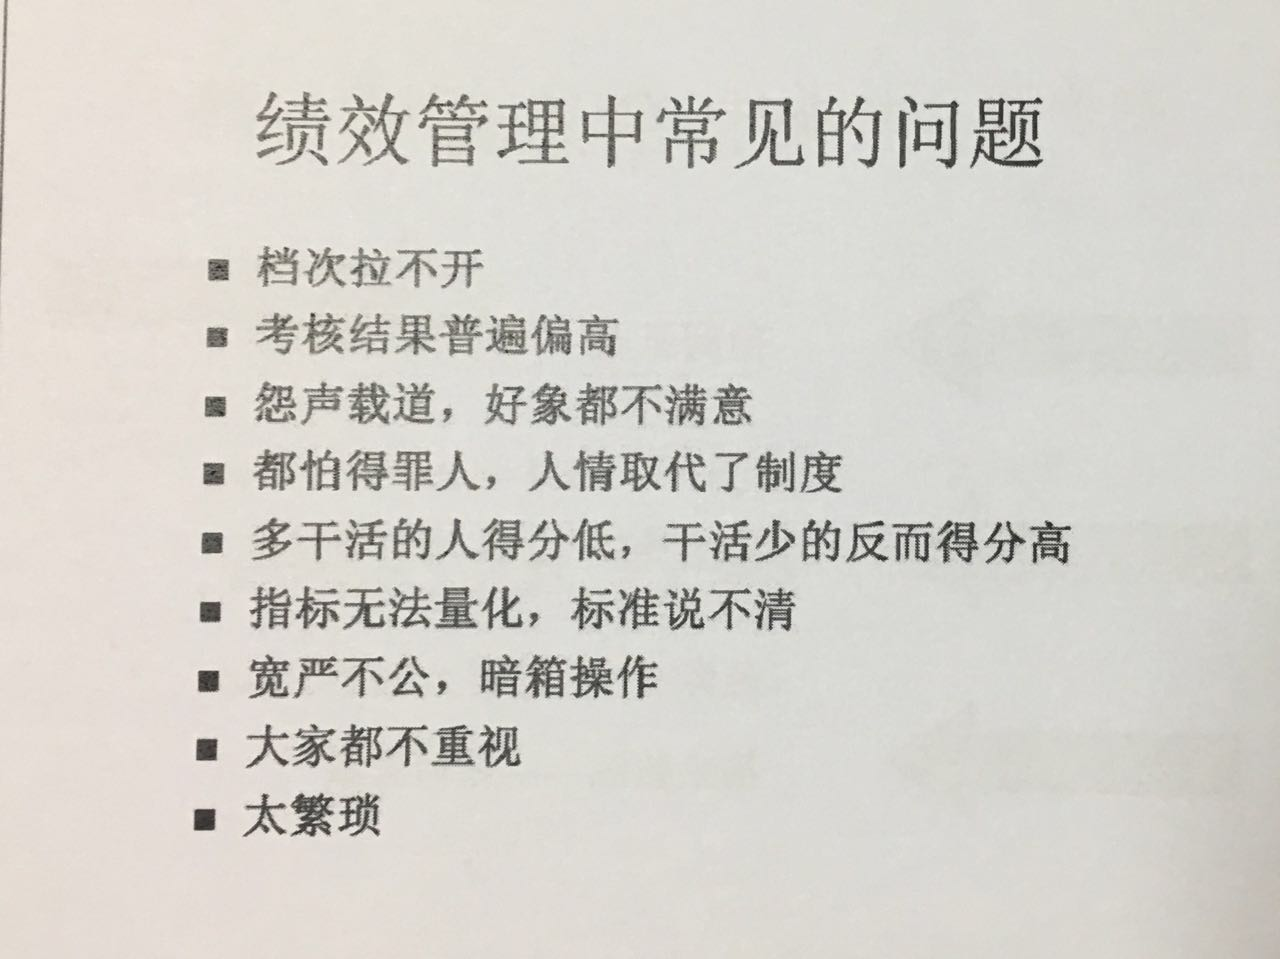 绩效管理中常见的问题
■ 档次拉不开
■ 考核结果普遍偏高
■ 怨声载道，好象都不满意
■ 都怕得罪人，人情取代了制度
■ 多干活的人得分低，干活少的反而得分高
■ 指标无法量化，标准说不清
■ 宽严不公，暗箱操作
■ 大家都不重视
■ 太繁琐